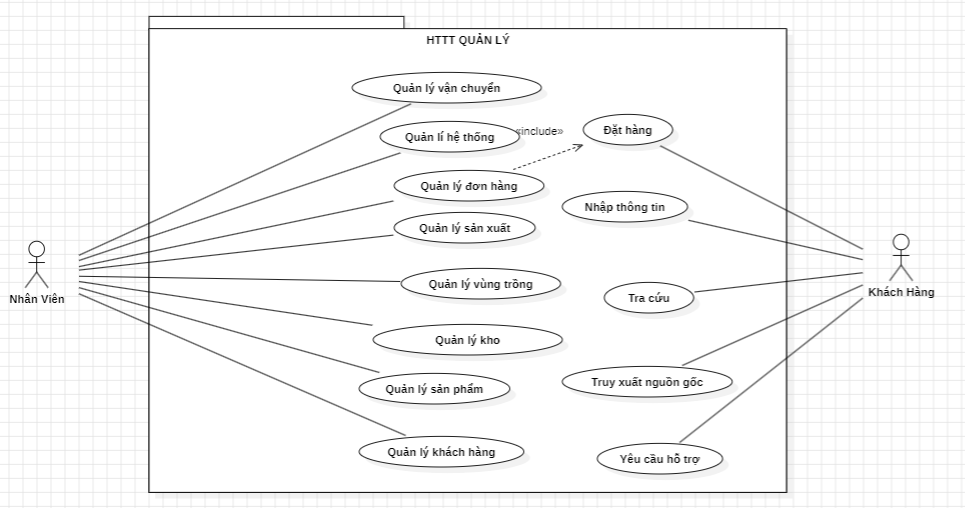 HTTT QUẢN LÝ
Quản lý vận chuyển
Quản lí hệ thống
«include»
Đặt hàng
Quản lý đơn hàng
Nhập thông tin
Quản lý sản xuất
Quản lý vùng trồng
Tra cứu
Nhân Viên
Khách Hàng
Quản lý kho
Quản lý sản phẩm
Truy xuất nguồn gốc
Quản lý khách hàng
Yêu cầu hỗ trợ